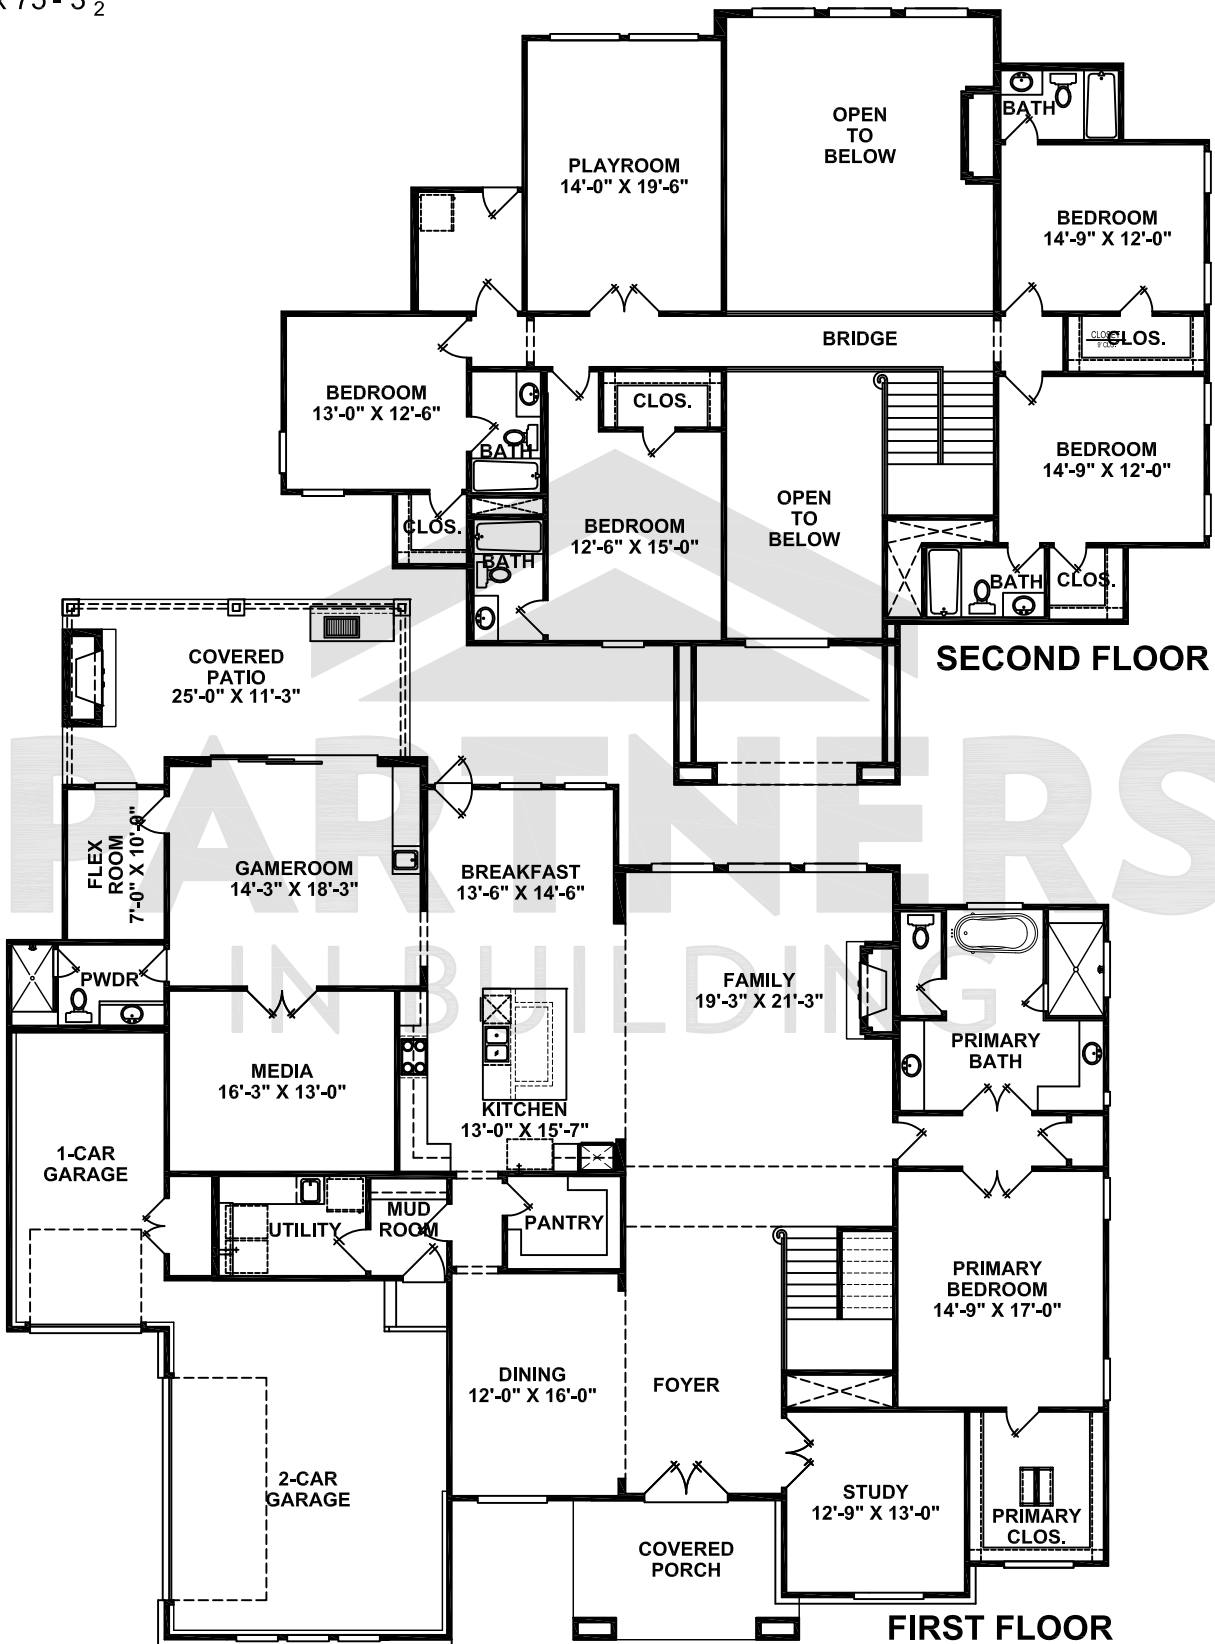 X 75'- 5 2
OPEN
TO
BELOW
BATH
PLAYROOM
14'-0" X 19'-6"
BEDROOM
14'-9" X 12'-0"
BRIDGE
CLOS.
BEDROOM
13'-0" X 12'-6"
CLOS.
BEDROOM
14'-9" X 12'-0"
BATH
OPEN
TO
BELOW
CLOS.
BEDROOM
12'-6" X 15'-0"
BATH
BATH
CLOS.
SECOND FLOOR
COVERED
PATIO
25'-0" X 11'-3"
PARTNERS
IN BUILDING
FLEX
ROOM
7'-0" X 10'-9"
GAMEROOM
14'-3" X 18'-3"
BREAKFAST
13'-6" X 14'-6"
PWDR
FAMILY
19'-3" X 21'-3"
PRIMARY
BATH
MEDIA
16'-3" X 13'-0"
KITCHEN
13'-0" X 15'-7"
1-CAR
GARAGE
UTILITY
MUD
ROOM
PANTRY
PRIMARY
BEDROOM
14'-9" X 17'-0"
DINING
12'-0" X 16'-0"
FOYER
2-CAR
GARAGE
STUDY
12'-9" X 13'-0"
PRIMARY
CLOS.
COVERED
PORCH
FIRST FLOOR